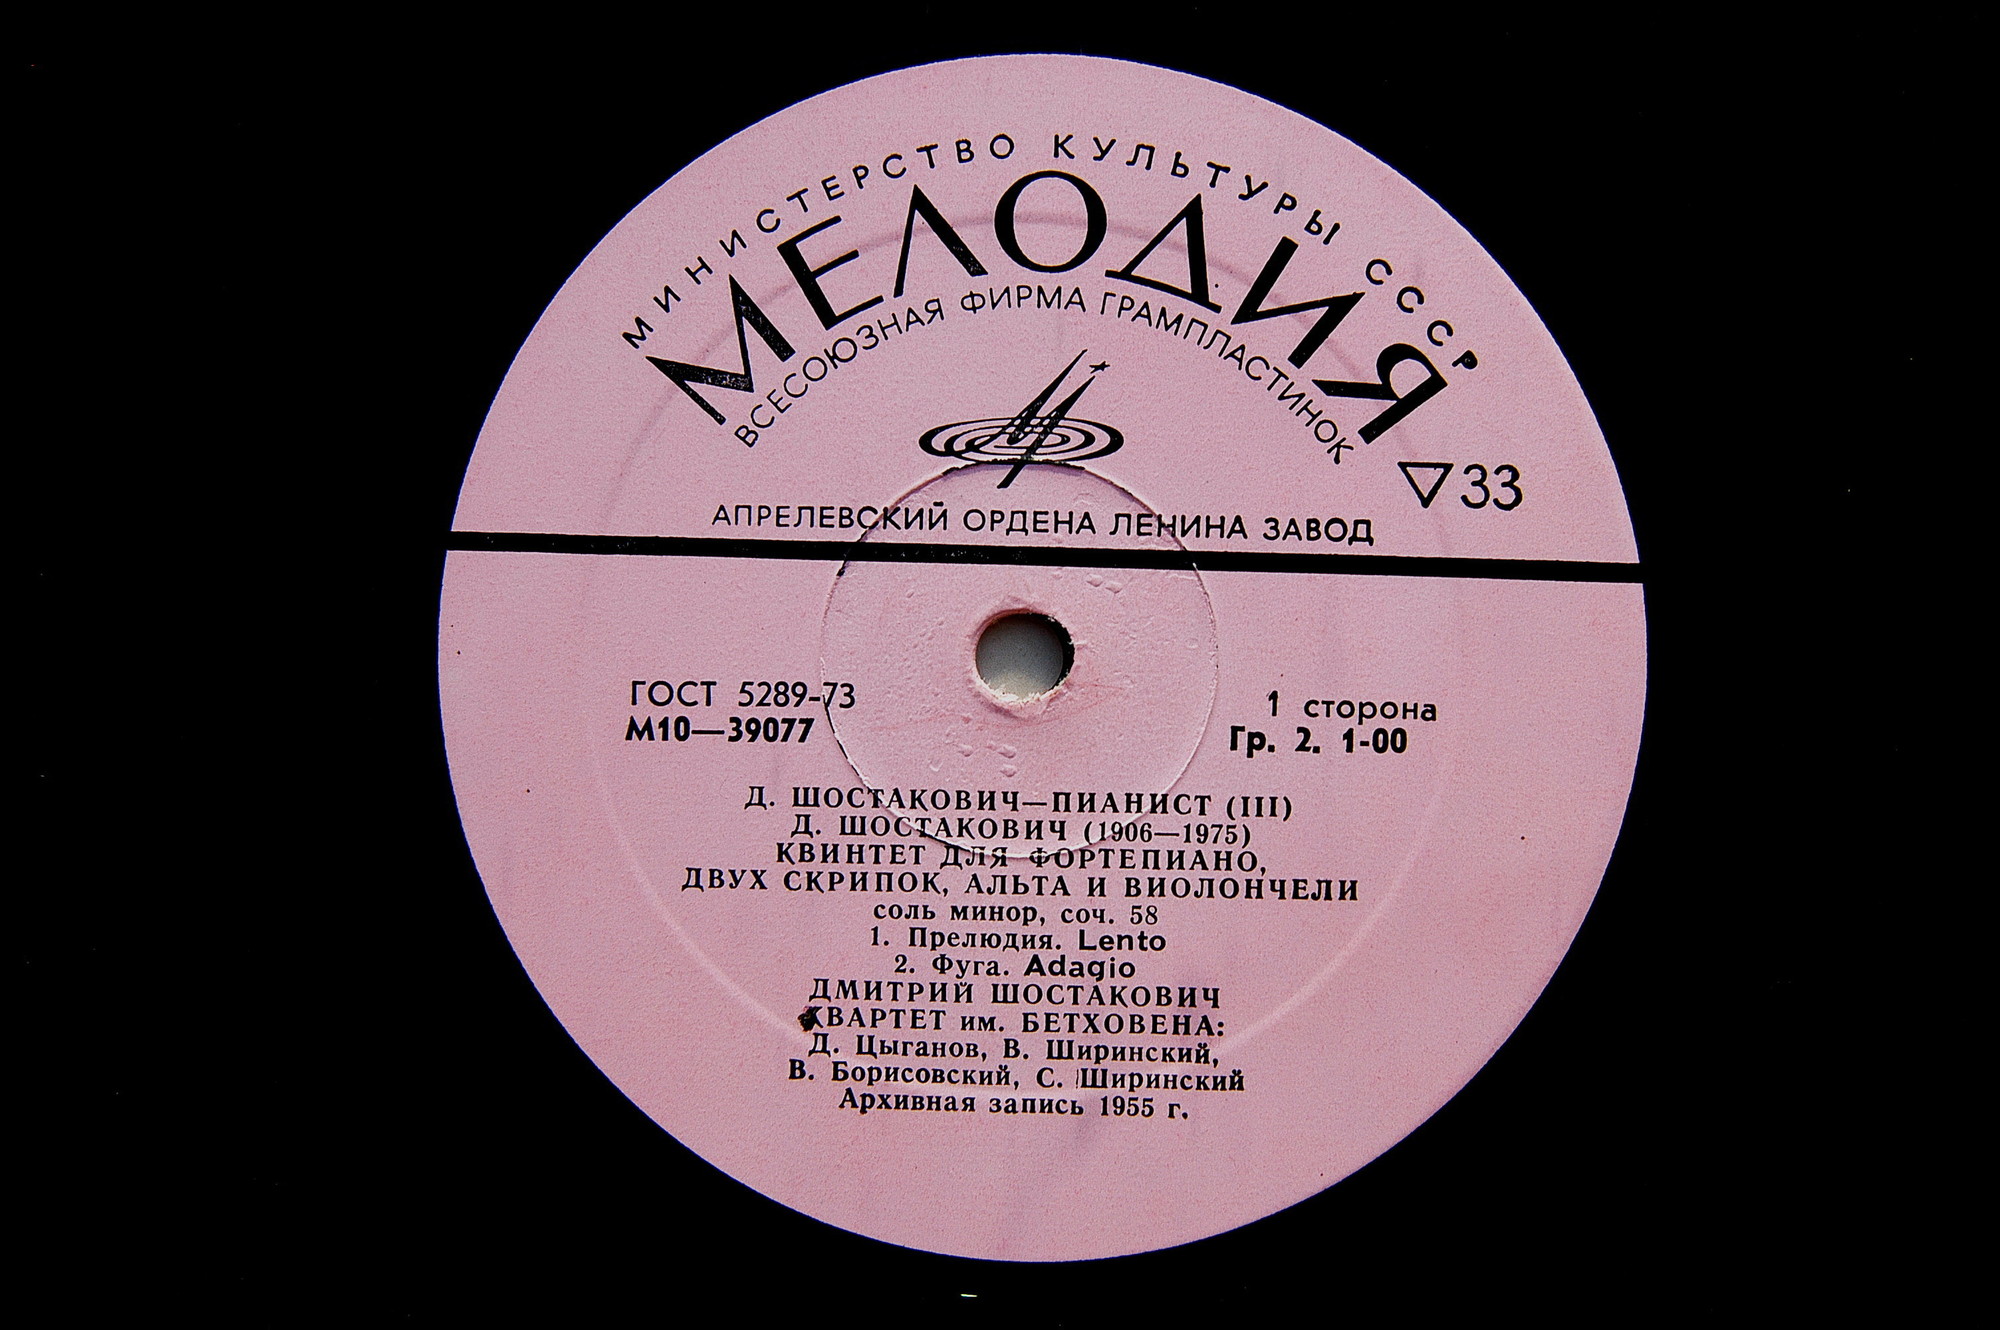 МИНИСТЕРСТВО КУЛЬТУРЫ СССР
МЕЛОДИЯ
ВСЕСОЮЗНАЯ ФИРМА ГРАМПЛАСТИНОК
▽33
АПРЕЛЕВСКИЙ ОРДЕНА ЛЕНИНА ЗАВОД
ГОСТ 5289-73
М10—39077
1 сторона
Гр. 2. 1-00
Д. ШОСТАКОВИЧ—ПИАНИСТ (III)
Д. ШОСТАКОВИЧ (1906—1975)
КВИНТЕТ ДЛЯ ФОРТЕПИАНО,
ДВУХ СКРИПОК, АЛЬТА И ВИОЛОНЧЕЛИ
соль минор, соч. 58
1. Прелюдия. Lento
2. Фуга. Adagio
ДМИТРИЙ ШОСТАКОВИЧ
КВАРТЕТ им. БЕТХОВЕНА:
Д. Цыганов, В. Ширинский,
В. Борисовский, С. Ширинский
Архивная запись 1955 г.